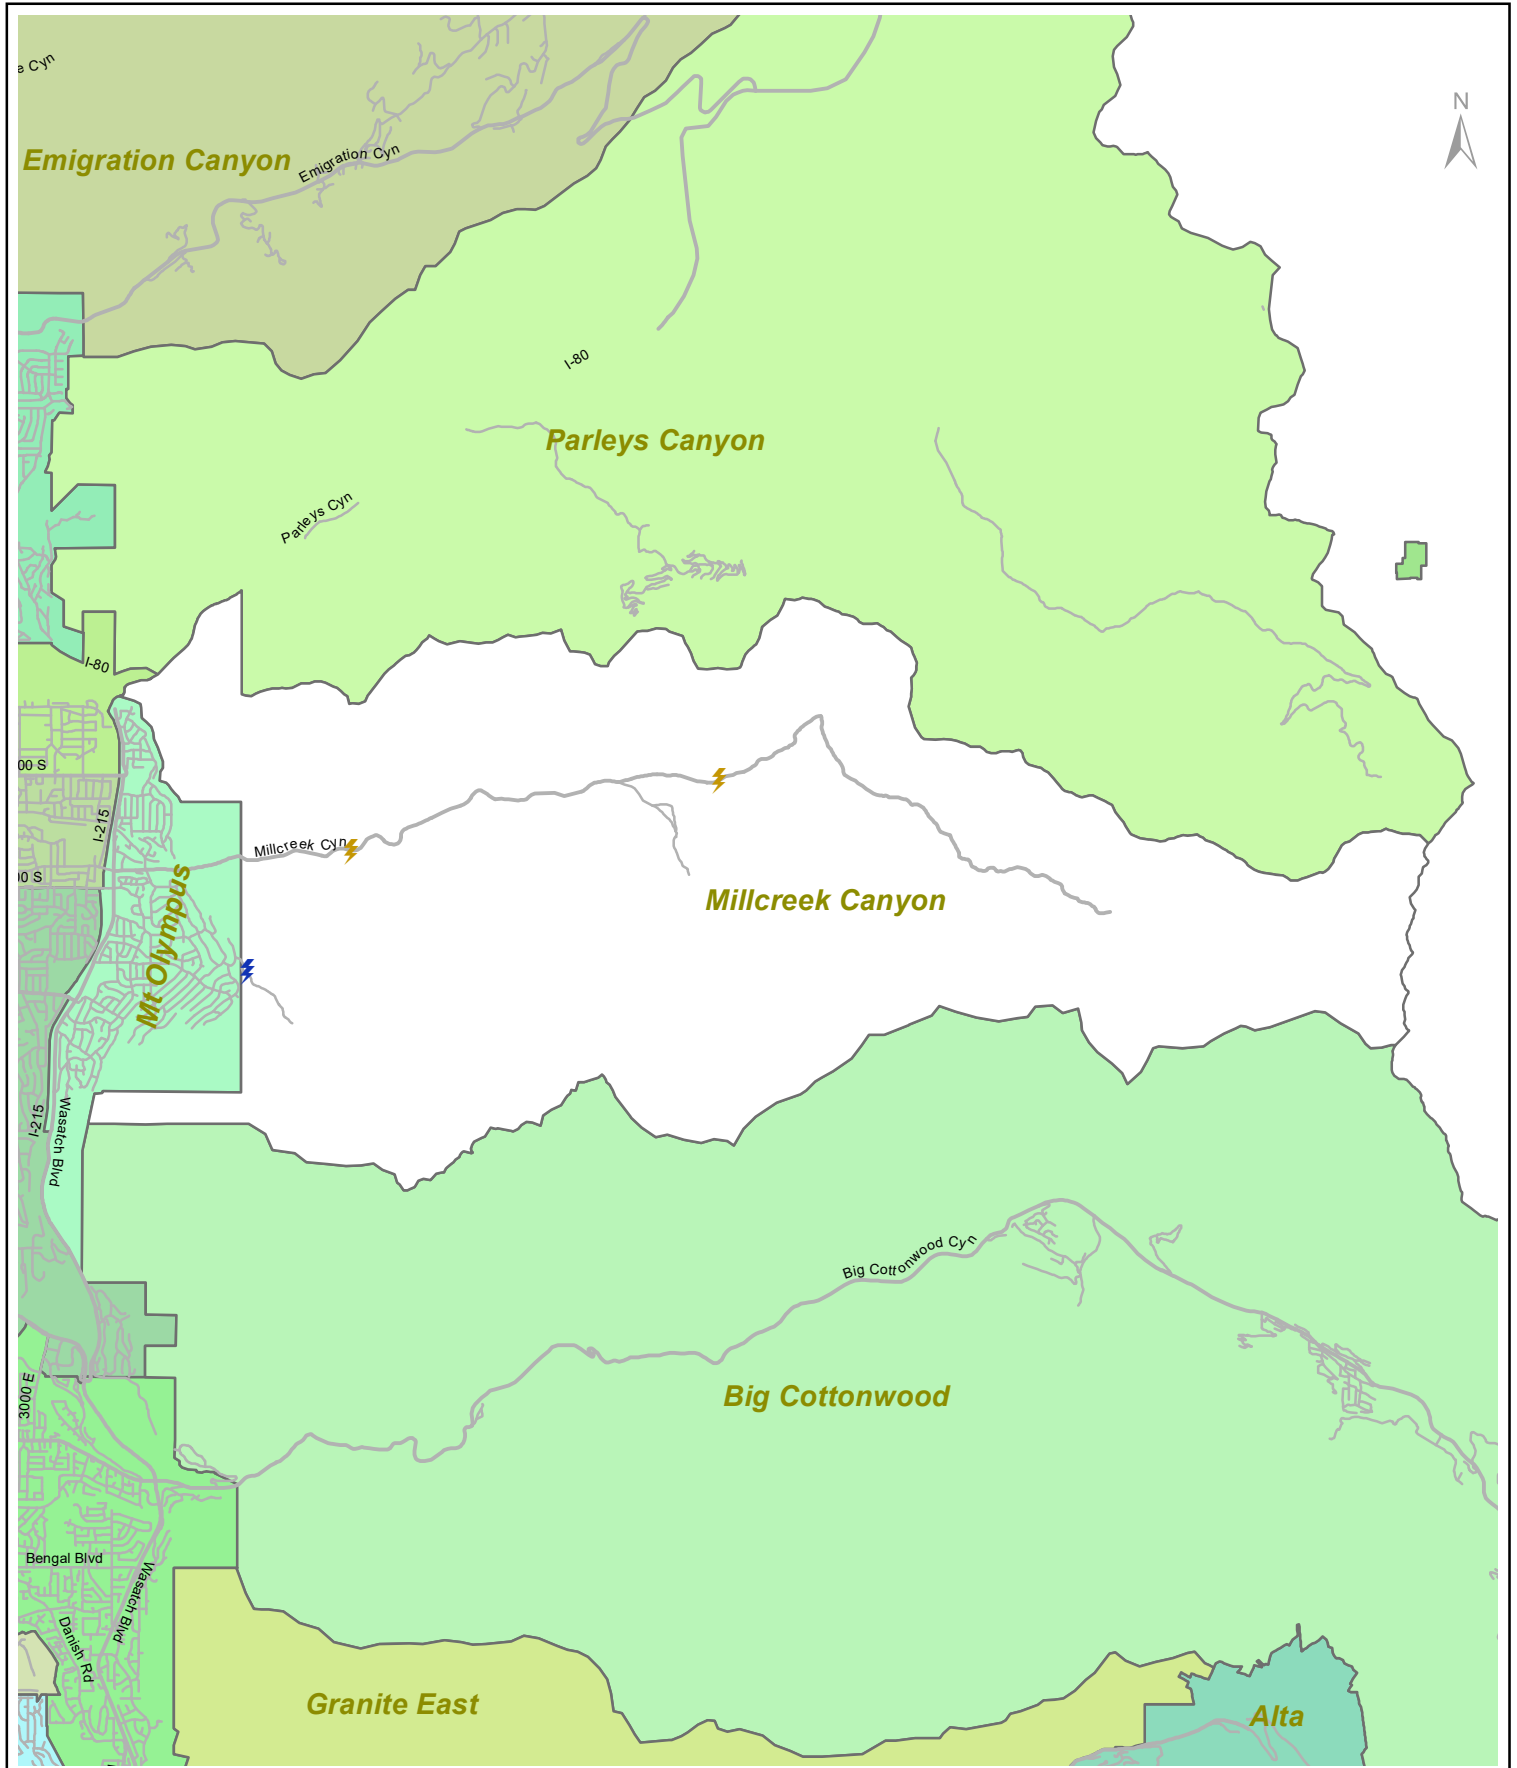 e Cyn
N
Emigration Canyon
Emigration Cyn
I-80
Parleys Canyon
Parleys Cyn
I-80
00 S
I-215
Millcreek Cyn
00 S
Millcreek Canyon
Mt Olympus
I-215
Wasatch Blvd
Big Cottonwood Cyn
3000 E
Big Cottonwood
Bengal Blvd
Wasatch Blvd
Danish Rd
Granite East
Alta